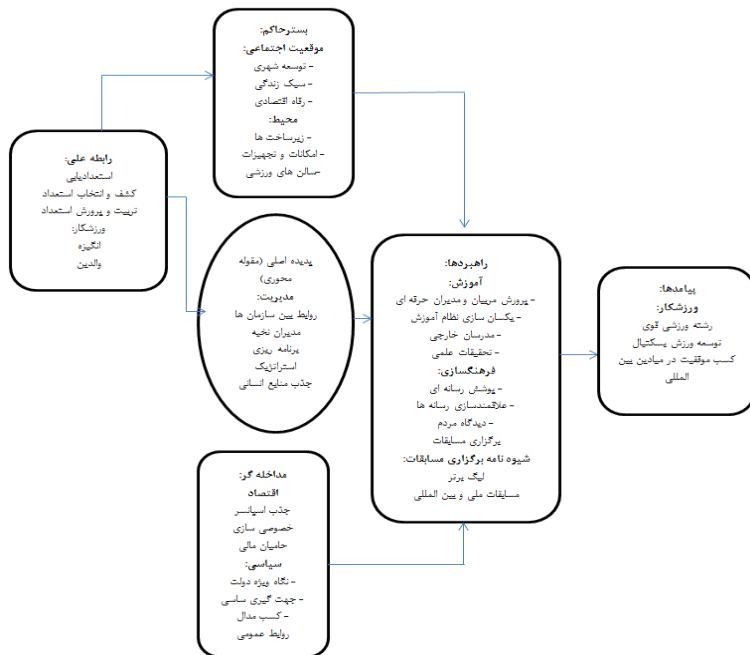 بسترحاکم:
موقعیت اجتماعی:
- توسعه شهری
- سبک زندگی
- رفاه اقتصادی
محیط:
- زیرساخت ها
- امکانات و تجهیزات
-سالن های ورزشی
رابطه علی:
استعدادیابی
کشف و انتخاب استعداد
تربیت و پرورش استعداد
ورزشکار:
انگیزه
والدین
پدیده اصلی (مقوله
محوری)
مدیریت:
روابط بین سازمان ها
مدیران نخبه
برنامه ریزی
استراتژیک
جذب منابع انسانی
مداخله گر:
اقتصاد
جذب اسپانسر
خصوصی سازی
حامیان مالی
سیاسی:
- نگاه ویژه دولت
- جهت گیری ساسی
- کسب مدال
روابط عمومی
راهبردها:
آموزش:
- پرورش مربیان و مدیران حرقه ای
- یکسان سازی نظام آموزش
- مدرسان خارجی
- تحقیقات علمی
فرهنگسازی:
- پوشش رسانه ای
- علاقمندسازی رسانه ها
- دیدگاه مردم
برگزاری مسابقات
شیوه نامه برگزاری مسابقات:
لیگ برتر
مسابقات ملی و بین المللی
پیامدها:
ورزشکار:
رشته ورزشی قوی
توسعه ورزش بسکتبال
کسب موفقیت در میادین بین
المللی